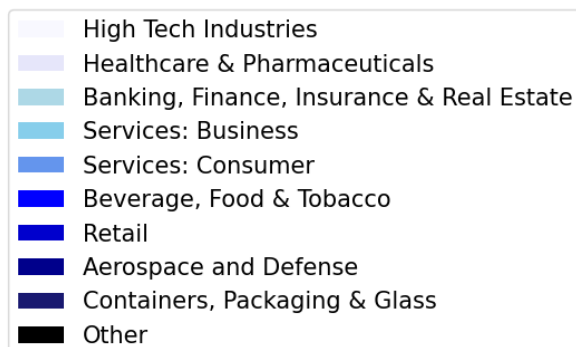 High Tech Industries
Healthcare & Pharmaceuticals
Banking, Finance, Insurance & Real Estate
Services: Business
Services: Consumer
Beverage, Food & Tobacco
Retail
Aerospace and Defense
Containers, Packaging & Glass
Other